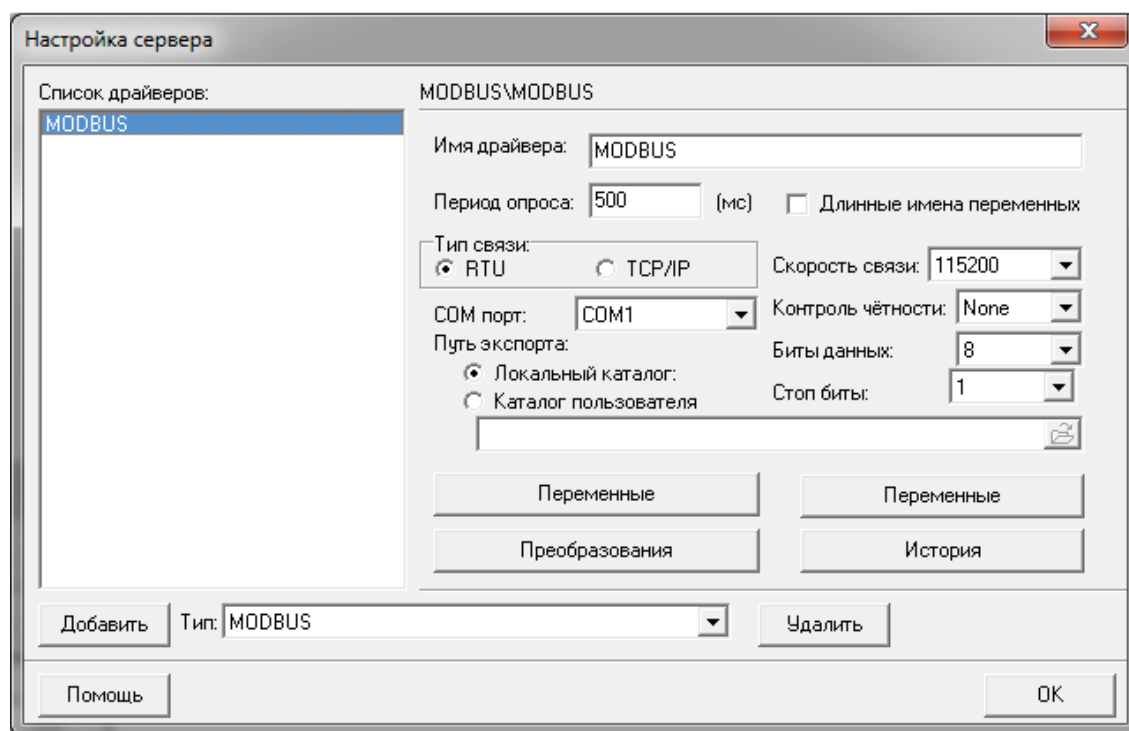 Настройка сервера
Список драйверов:
MODBUS
MODBUS\MODBUS
Имя драйвера: MODBUS
Период опроса: 500 (мс) Длинные имена переменных
Тип связи:
RTU TCP/IP
Скорость связи: 115200
COM порт: COM1
Контроль чётности: None
Путь экспорта:
Биты данных: 8
Локальный каталог:
Стоп биты: 1
Каталог пользователя
Переменные Переменные
Преобразования История
Добавить Тип: MODBUS Удалить
Помощь OK